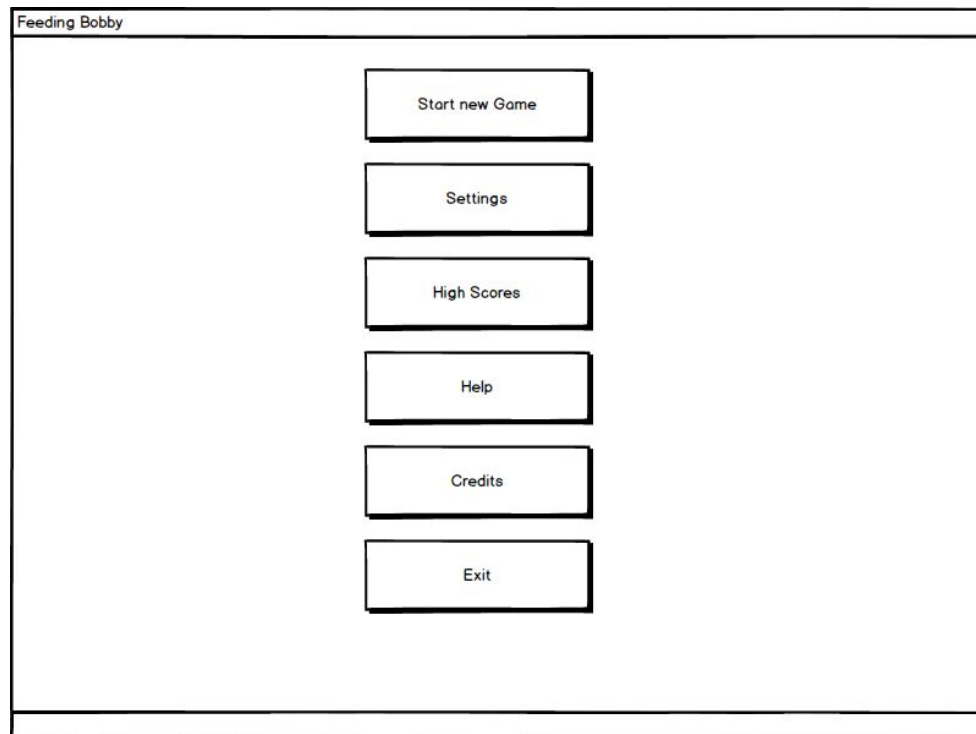 Feeding Bobby
Start new Game
Settings
High Scores
Help
Credits
Exit